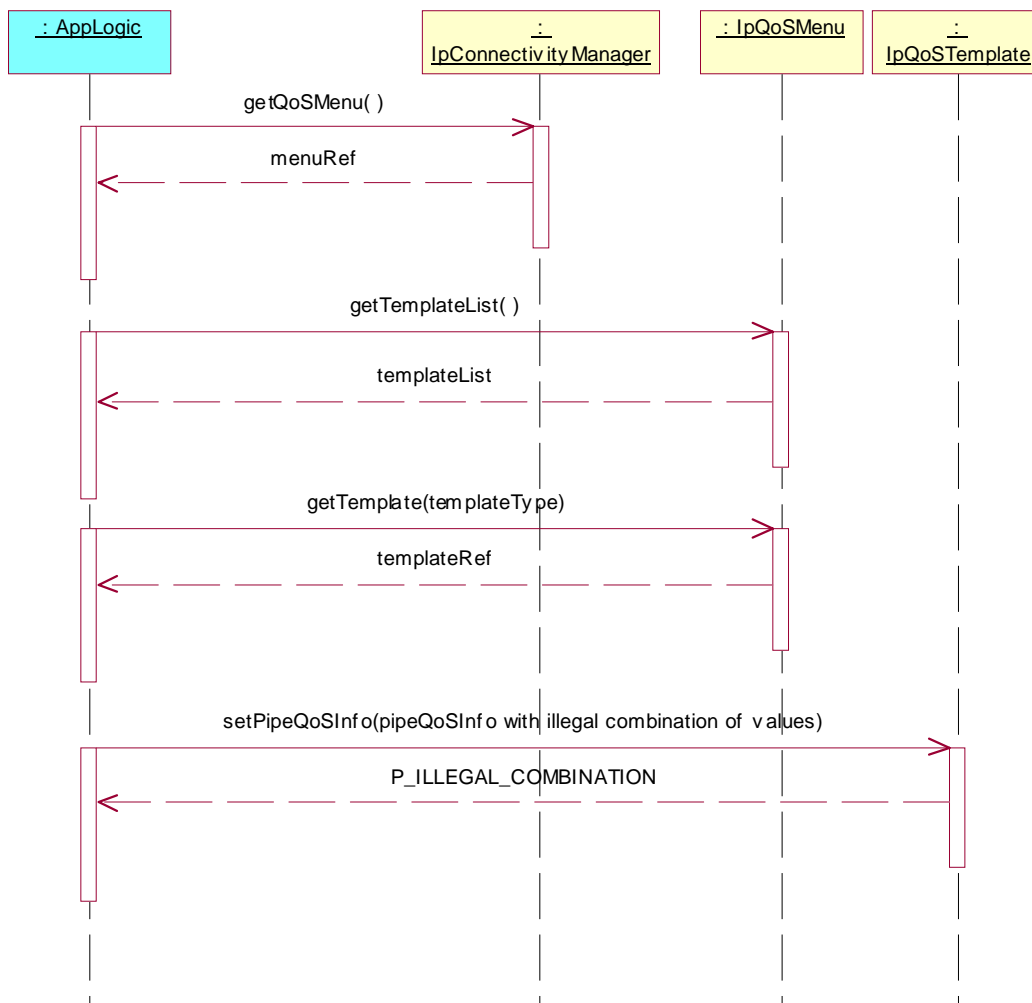 : AppLogic
:
IpConnectivityManager
: IpQoSMenu
:
IpQoSTemplate
getQoSMenu( )
menuRef
getTemplateList( )
templateList
getTemplate(templateType)
templateRef
setPipeQoSInfo(pipeQoSInfo with illegal combination of values)
P_ILLEGAL_COMBINATION